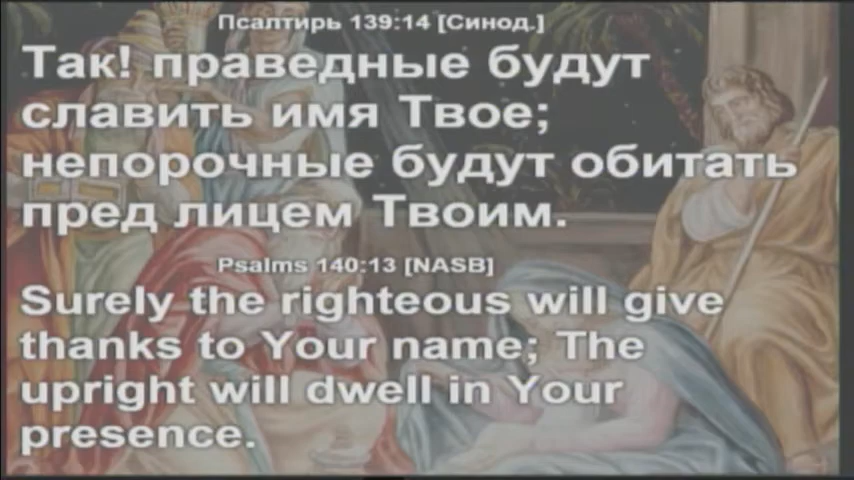 Псалтирь 139:14 [Синод.]
Так! праведные будут
славить имя Твое;
непорочные будут обитать
пред лицем Твоим.
Psalms 140:13 [NASB]
Surely the righteous will give
thanks to Your name; The
upright will dwell in Your
presence.